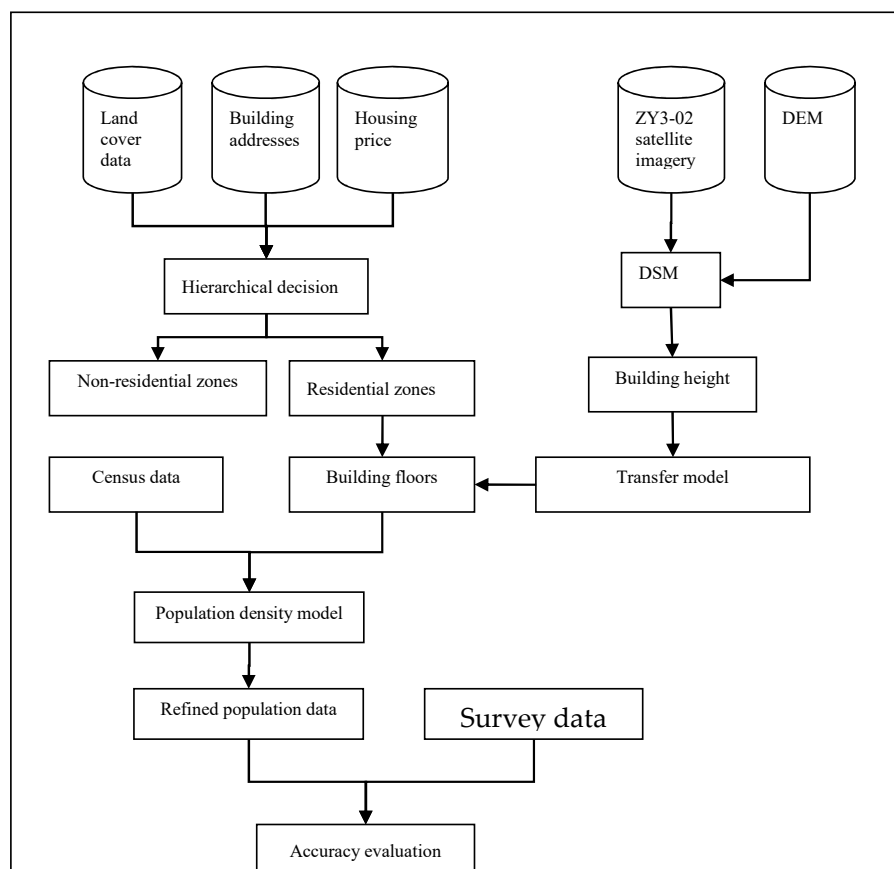 Land
cover
data
Building
addresses
Housing
price
ZY3-02
satellite
imagery
DEM
Hierarchical decision
DSM
Non-residential zones
Residential zones
Building height
Census data
Building floors
Transfer model
Population density model
Refined population data
Survey data
Accuracy evaluation